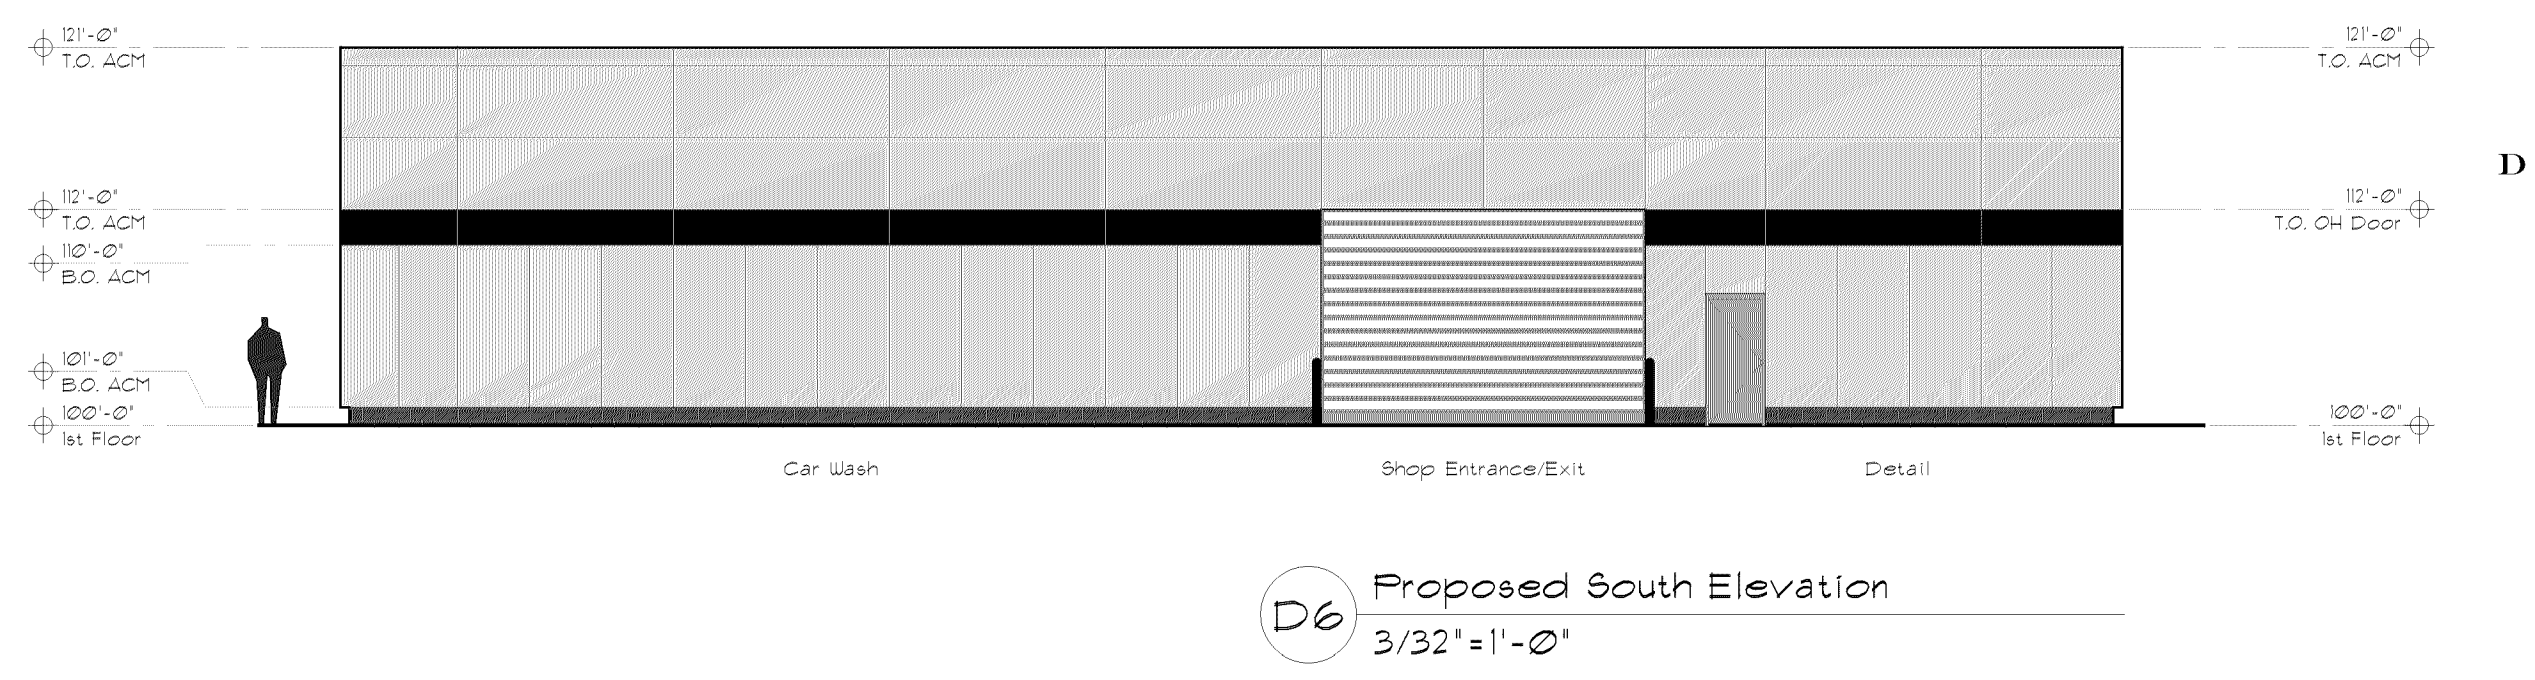 121'-0"
T.O. ACM
121'-0"
T.O. ACM
D
112'-0"
T.O. ACM
112'-0"
T.O. OH Door
110'-0"
B.O. ACM
101'-0"
B.O. ACM
100'-0"
1st Floor
100'-0"
1st Floor
Car Wash
Shop Entrance/Exit
Detail
D6
Proposed South Elevation
3/32"=1'-0"